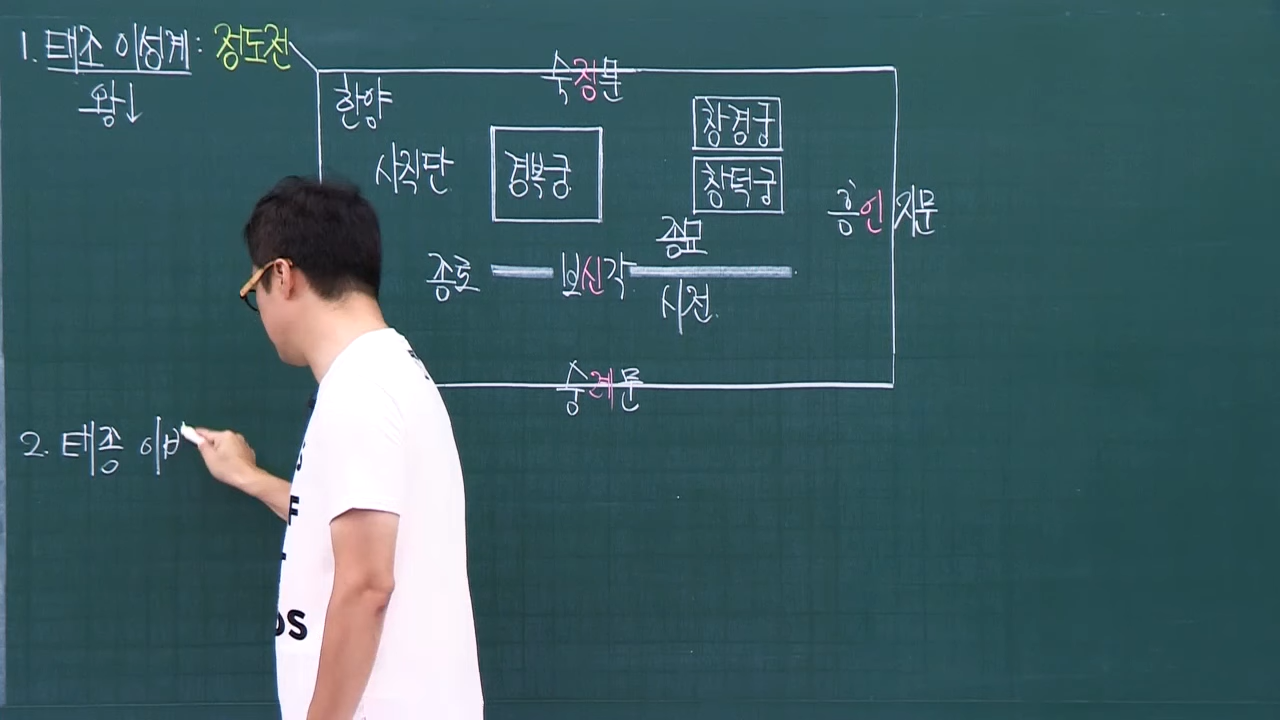 1. 태조 이성계 : 정도전
왕↓
숙정문
한양
창경궁
사직단
경복궁
창덕궁
흥인지문
종묘
종로
보신각
시전
숭례문
2. 태종 이방
F
DS